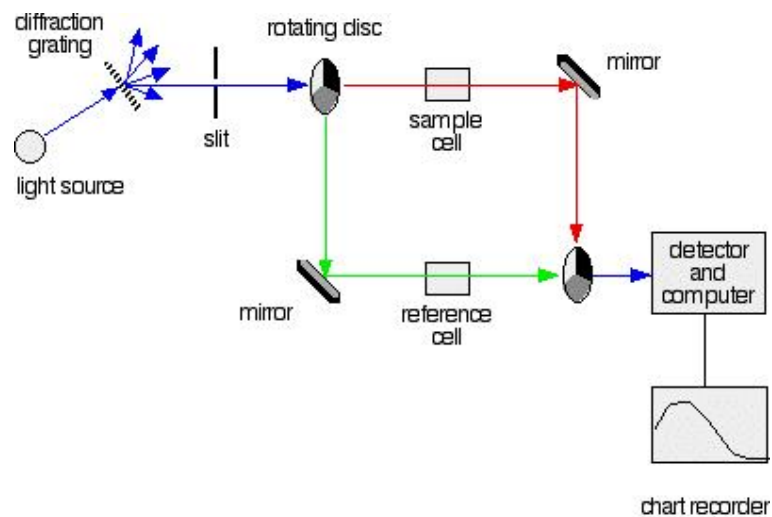 diffraction
grating
rotating disc
mirror
slit
sample
cell
light source
detector
and
computer
mirror
reference
cell
chart recorder